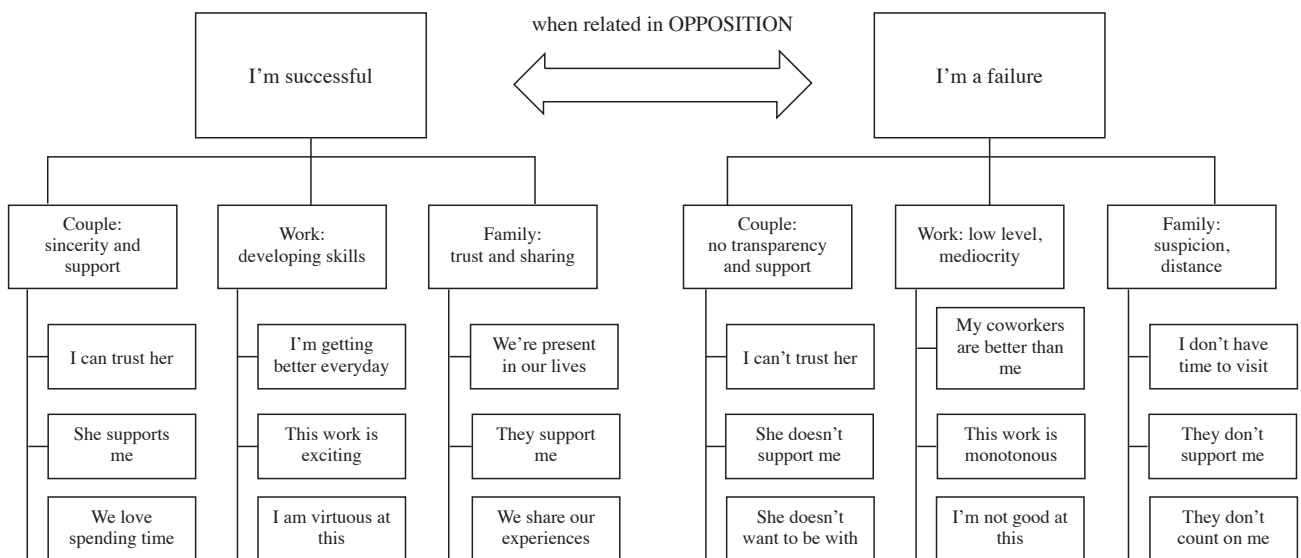 when related in OPPOSITION
I'm successful
I'm a failure
Couple:
sincerity and
support
Work:
developing skills
Family:
trust and sharing
Couple:
no transparency
and support
Work: low level,
mediocrity
Family:
suspicion,
distance
I can trust her
I'm getting
better everyday
We're present
in our lives
I can't trust her
My coworkers
are better than
me
I don't have
time to visit
She supports
me
This work is
exciting
They support
me
She doesn't
support me
This work is
monotonous
They don't
support me
We love
spending time
I am virtuous at
this
We share our
experiences
She doesn't
want to be with
I'm not good at
this
They don't
count on me